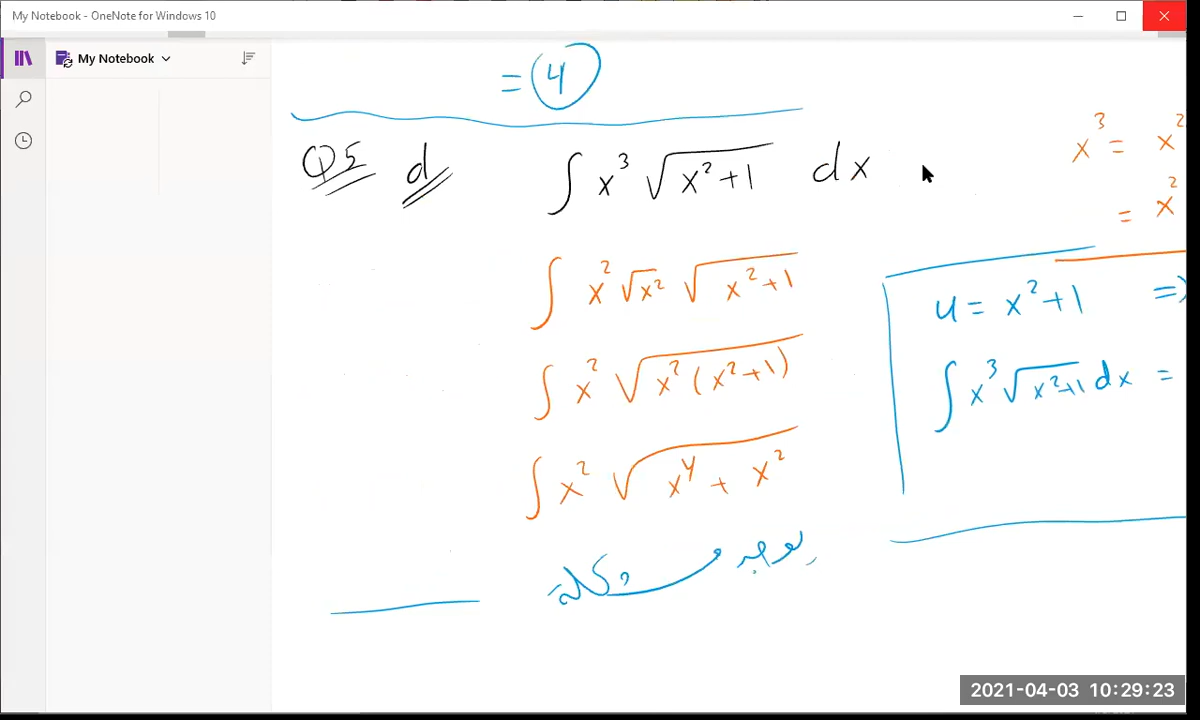 My Notebook - OneNote for Windows 10
My Notebook
= 4
Q5 d ∫ x³ √(x²+1) dx
x³ = x²
= x²
∫ x² √x² √(x²+1)
∫ x² √(x²(x²+1))
∫ x² √(x⁴ + x²)
u = x²+1 =>
∫ x³ √(x²+1) dx =
2021-04-03 10:29:23